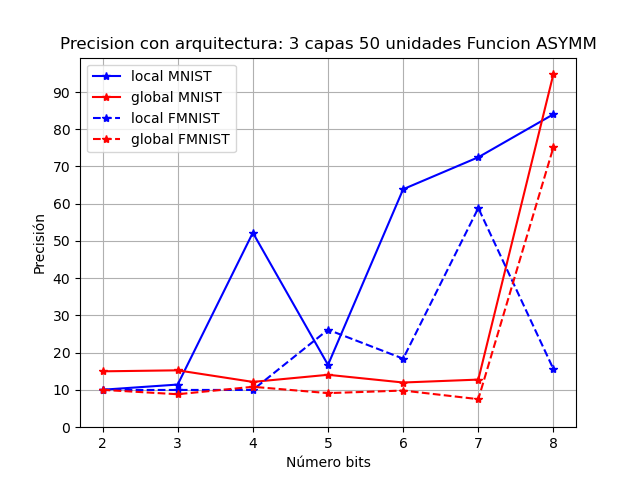 Precision con arquitectura: 3 capas 50 unidades Funcion ASYMM
local MNIST
global MNIST
local FMNIST
global FMNIST
Precisión
90
80
70
60
50
40
30
20
10
0
2 3 4 5 6 7 8
Número bits